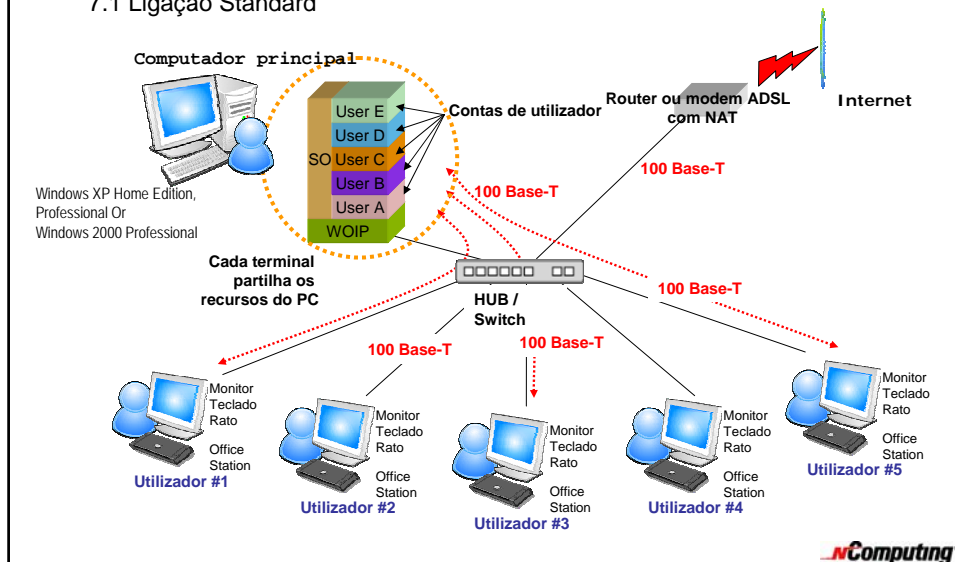 7.1 Ligação Standard
Computador principal
User E
User D
SO User C
User B
User A
WOIP
Contas de utilizador
Router ou modem ADSL
com NAT
Internet
100 Base-T
100 Base-T
Windows XP Home Edition,
Professional Or
Windows 2000 Professional
Cada terminal
partilha os
recursos do PC
HUB /
Switch
100 Base-T
100 Base-T
100 Base-T
Monitor
Teclado
Rato
Office
Station
Utilizador #1
Monitor
Teclado
Rato
Office
Station
Utilizador #2
Monitor
Teclado
Rato
Office
Station
Utilizador #3
Monitor
Teclado
Rato
Office
Station
Utilizador #4
Monitor
Teclado
Rato
Office
Station
Utilizador #5
NComputing